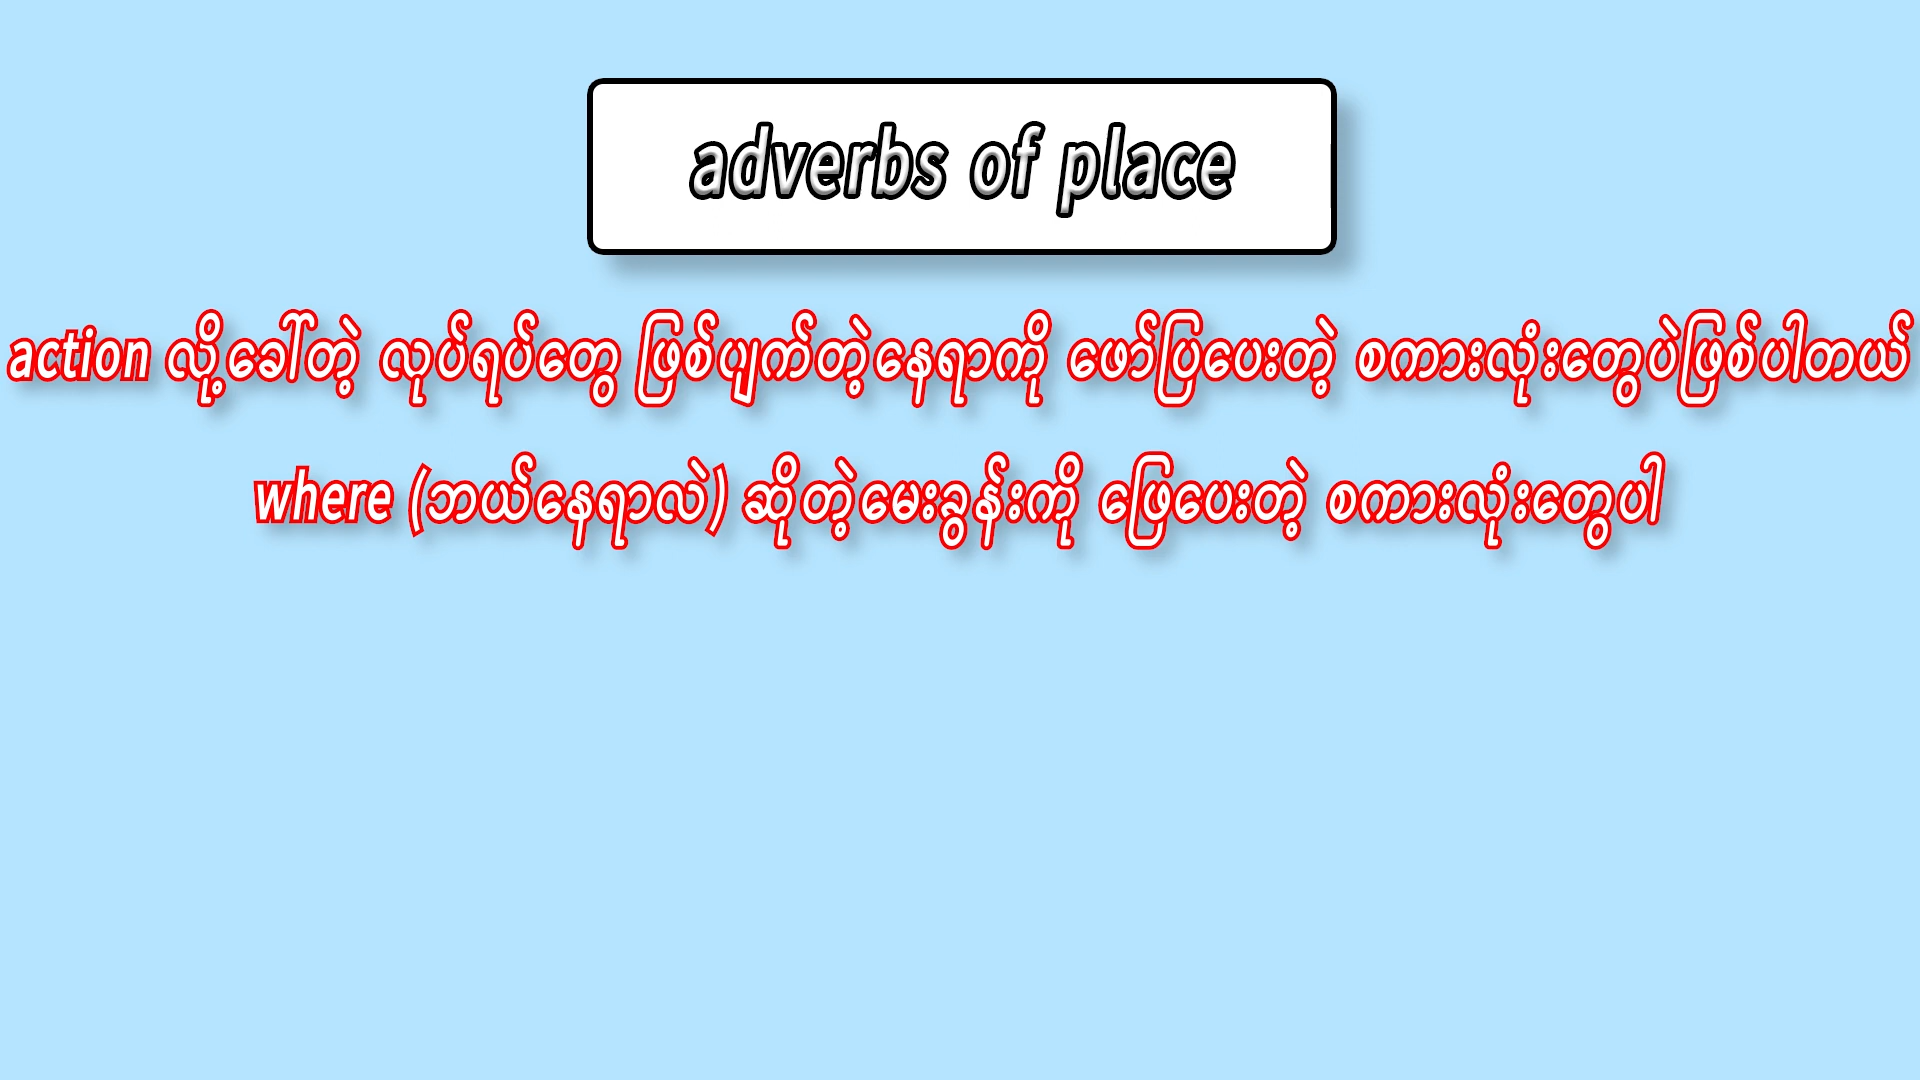 adverbs of place
action လို့ခေါ်တဲ့ လုပ်ရပ်တွေ ဖြစ်ပျက်တဲ့နေရာကို ဖော်ပြပေးတဲ့ စကားလုံးတွေပဲဖြစ်ပါတယ်
where (ဘယ်နေရာလဲ) ဆိုတဲ့မေးခွန်းကို ဖြေပေးတဲ့ စကားလုံးတွေပါ